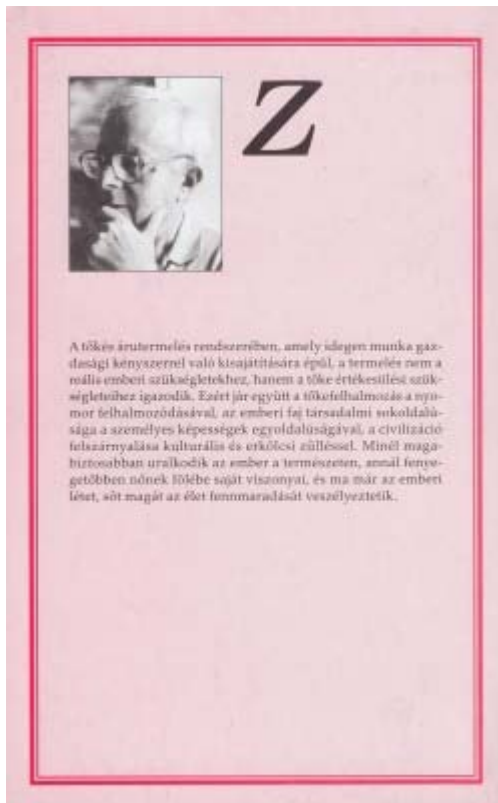 Z
A tőkés árutermelés rendszerében, amely idegen munka gaz-
dasági kényszerrel való kisajátítására épül, a termelés nem a
reális emberi szükségletekhez, hanem a tőke értékesülési szük-
ségleteihez igazodik. Ezért jár együtt a tőkefelhalmozás a nyo-
mor felhalmozódásával, az emberi faj társadalmi sokoldalú-
sága a személyes képességek egyoldalúságával, a civilizáció
felszárnyalása kulturális és erkölcsi zülléssel. Minél maga-
biztosabban uralkodik az ember a természeten, annál fenye-
getőbben nőnek fölébe saját viszonyai, és ma már az emberi
létet, sőt magát az élet fennmaradását veszélyeztetik.